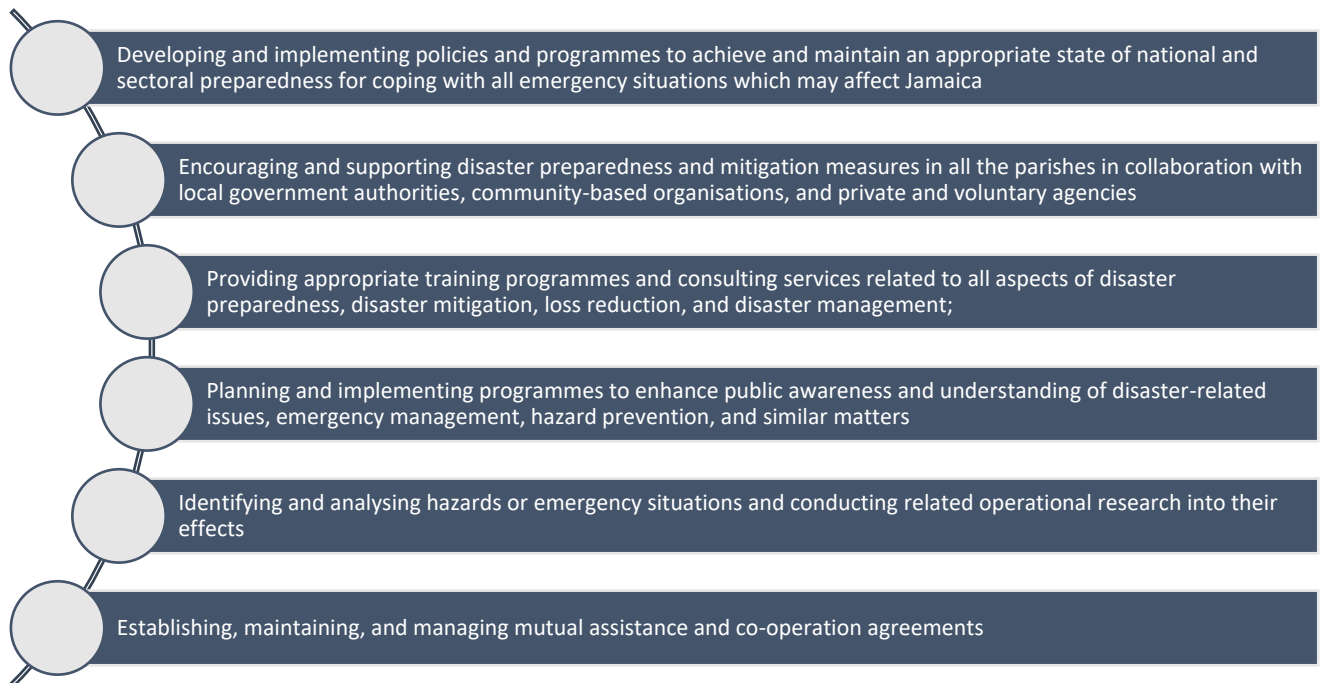 Developing and implementing policies and programmes to achieve and maintain an appropriate state of national and
sectoral preparedness for coping with all emergency situations which may affect Jamaica
Encouraging and supporting disaster preparedness and mitigation measures in all the parishes in collaboration with
local government authorities, community-based organisations, and private and voluntary agencies
Providing appropriate training programmes and consulting services related to all aspects of disaster
preparedness, disaster mitigation, loss reduction, and disaster management;
Planning and implementing programmes to enhance public awareness and understanding of disaster-related
issues, emergency management, hazard prevention, and similar matters
Identifying and analysing hazards or emergency situations and conducting related operational research into their
effects
Establishing, maintaining, and managing mutual assistance and co-operation agreements